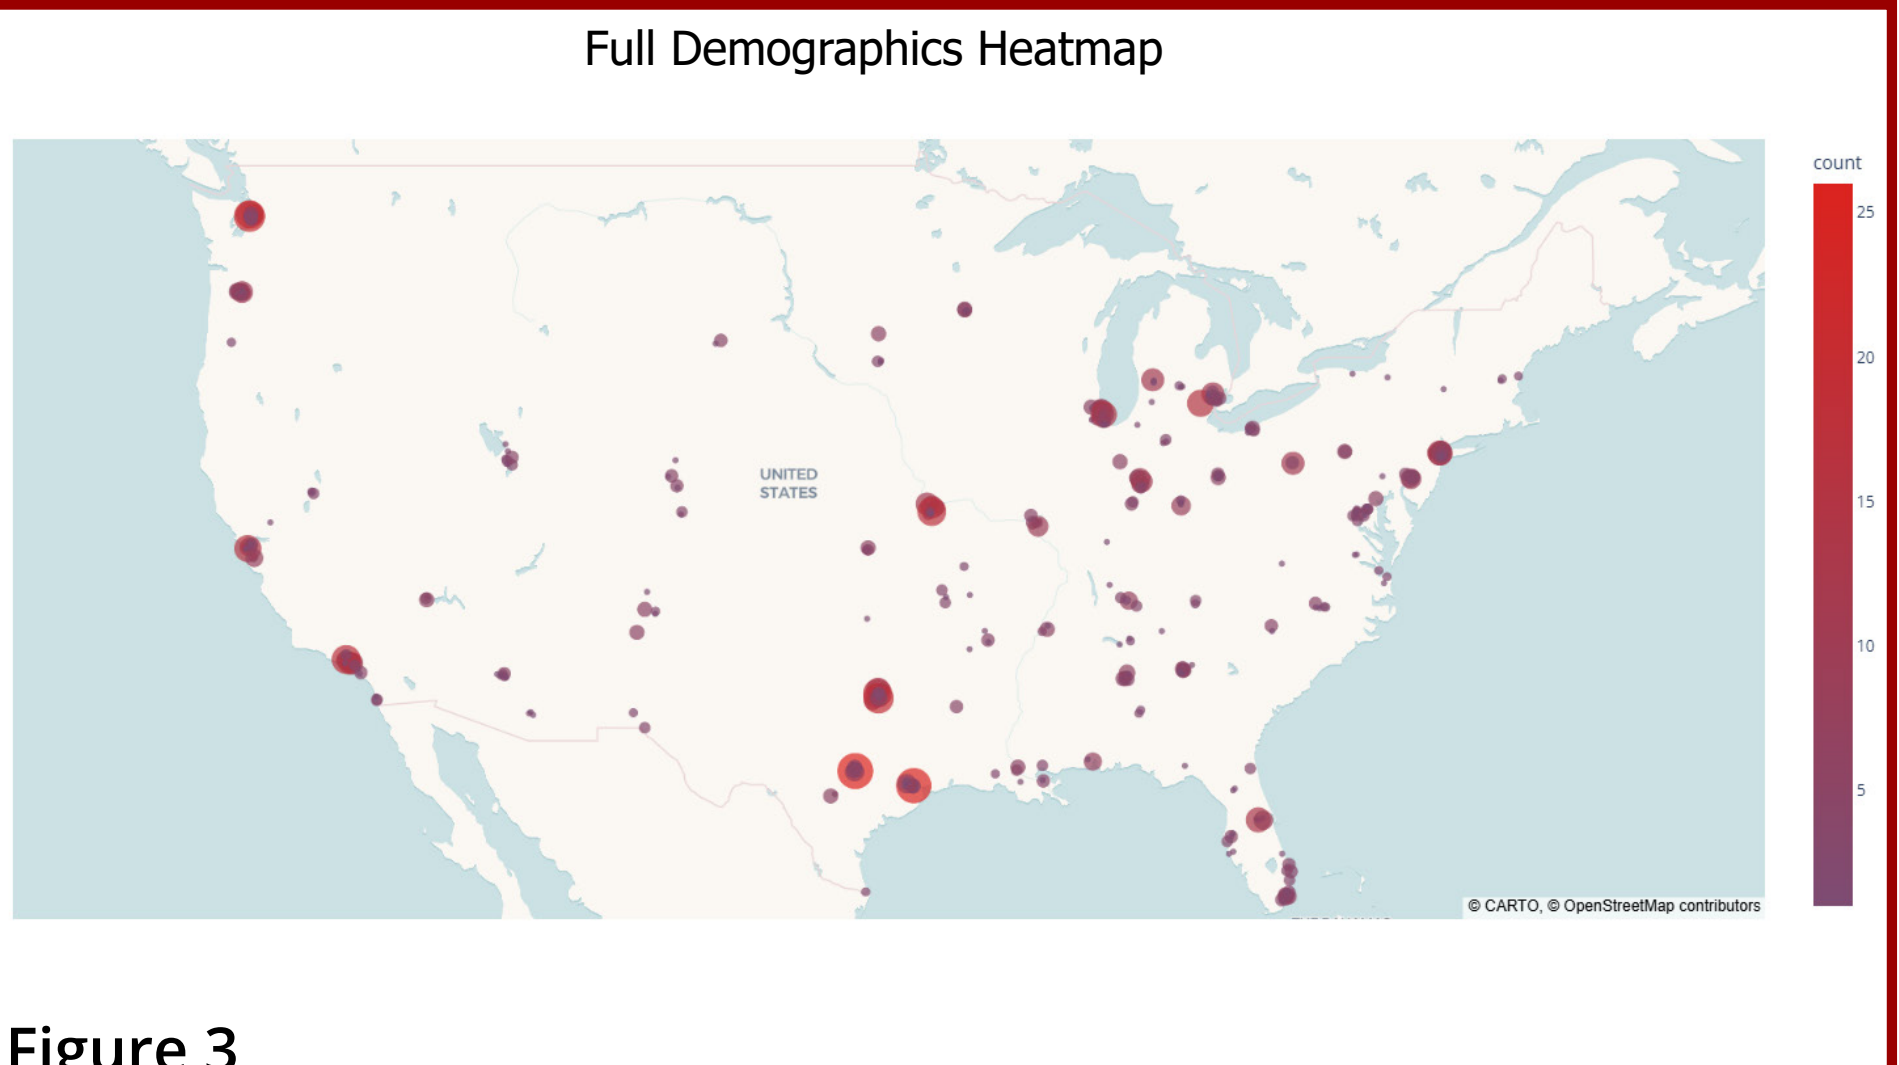 Full Demographics Heatmap
count
25
20
15
10
5
UNITED
STATES
© CARTO, © OpenStreetMap contributors
Figure 3